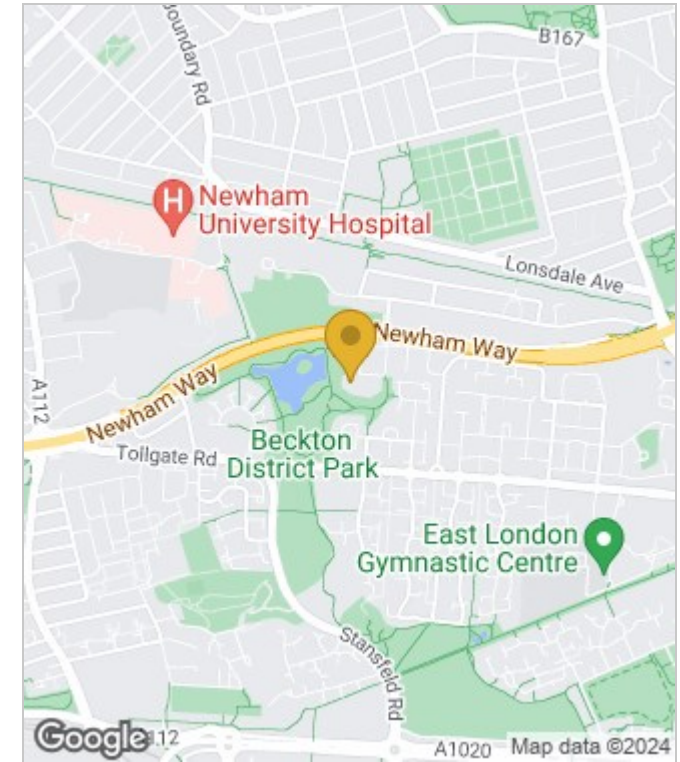 B167
oundary Rd
H
Newham
University Hospital
Lonsdale Ave
Newham Way
A112
Newham Way
Tollgate Rd
Beckton
District Park
East London
Gymnastic Centre
Stansfeld Rd
Google
112
A1020
Map data ©2024